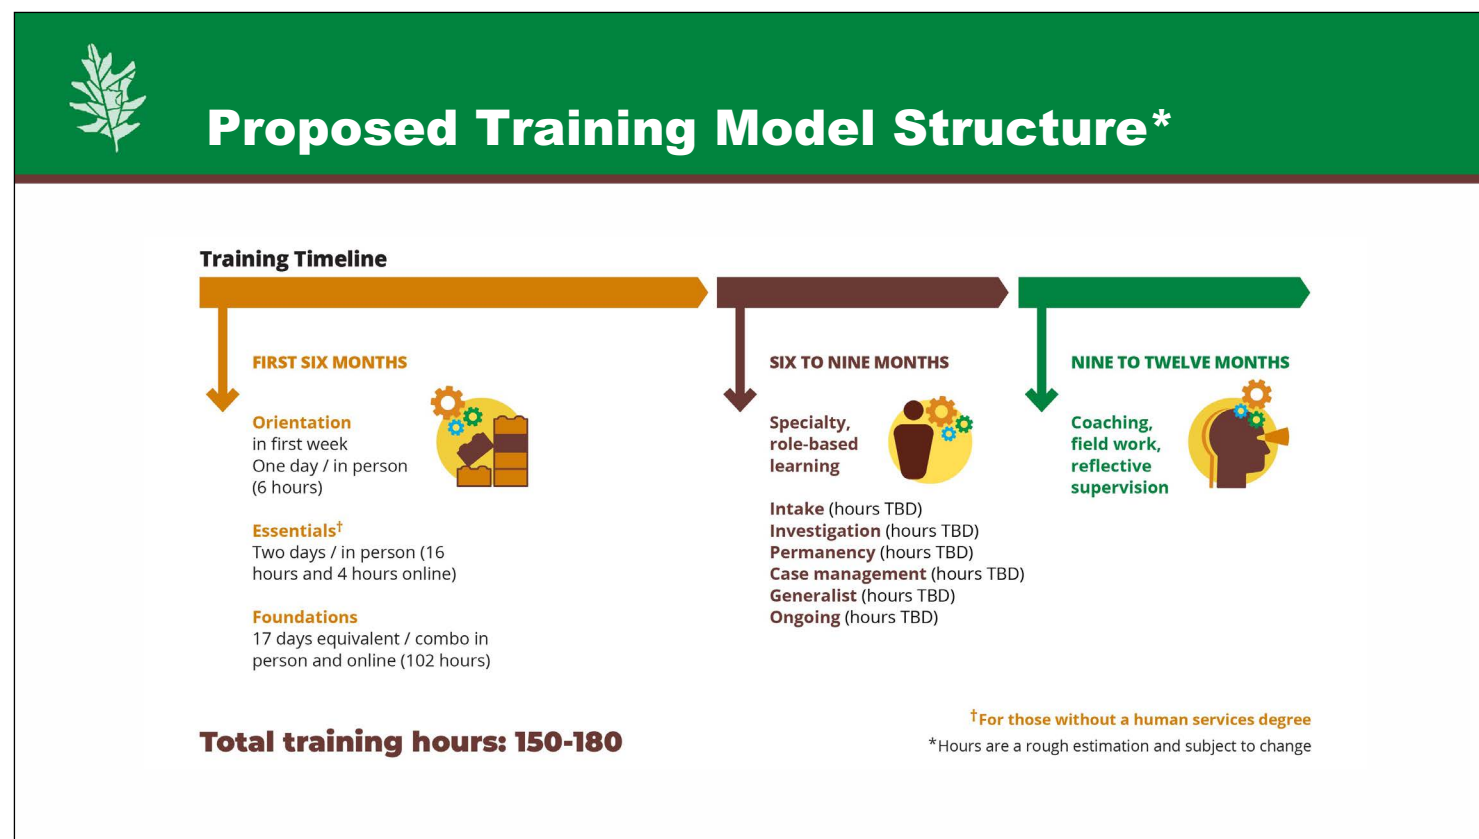 Proposed Training Model Structure*
Training Timeline
FIRST SIX MONTHS
Orientation
in first week
One day / in person
(6 hours)
Essentials†
Two days / in person (16
hours and 4 hours online)
Foundations
17 days equivalent / combo in
person and online (102 hours)
SIX TO NINE MONTHS
Specialty,
role-based
learning
Intake (hours TBD)
Investigation (hours TBD)
Permanency (hours TBD)
Case management (hours TBD)
Generalist (hours TBD)
Ongoing (hours TBD)
NINE TO TWELVE MONTHS
Coaching,
field work,
reflective
supervision
Total training hours: 150-180
†For those without a human services degree
*Hours are a rough estimation and subject to change